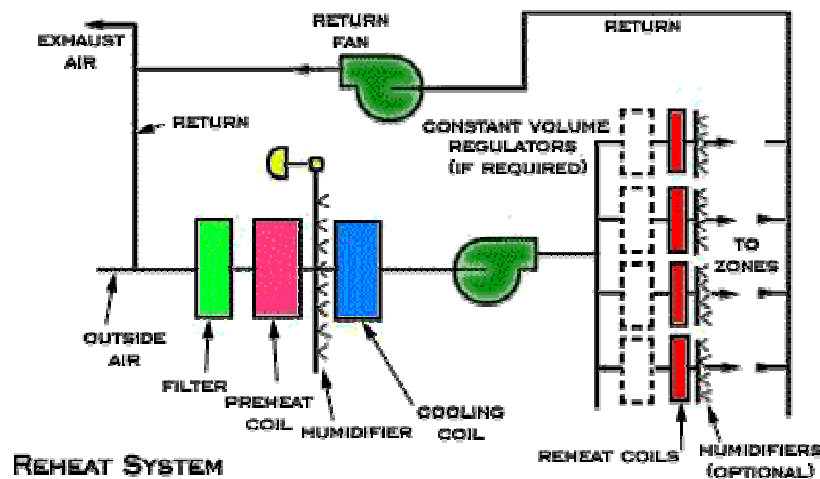 RETURN
FAN
RETURN
EXHAUST
AIR
RETURN
CONSTANT VOLUME
REGULATORS
(IF REQUIRED)
TO
ZONES
OUTSIDE
AIR
FILTER
PREHEAT
COIL
HUMIDIFIER
COOLING
COIL
REHEAT COILS
HUMIDIFIERS
(OPTIONAL)
REHEAT SYSTEM